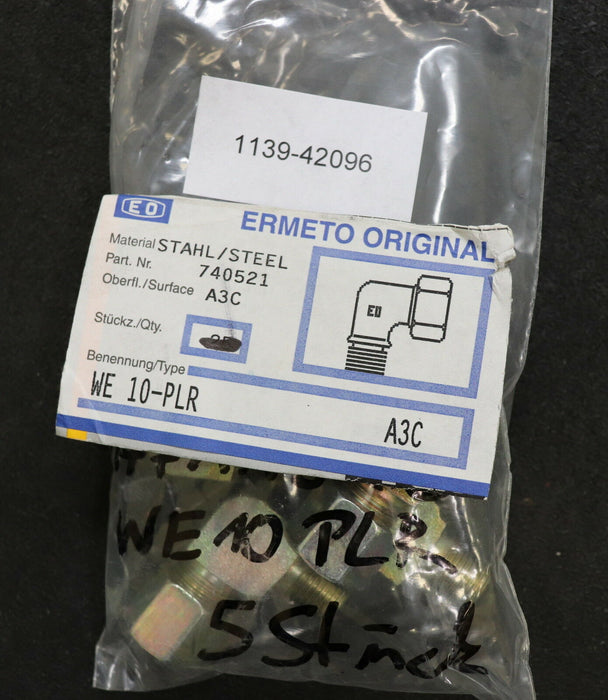 1139-42096
EO
ERMETO ORIGINAL
Material STAHL/STEEL
Part. Nr. 740521
Oberfl./Surface A3C
EO
Stückz./Qty.
Benennung/Type
WE 10-PLR
A3C
WE 10 PLR
5 Stück